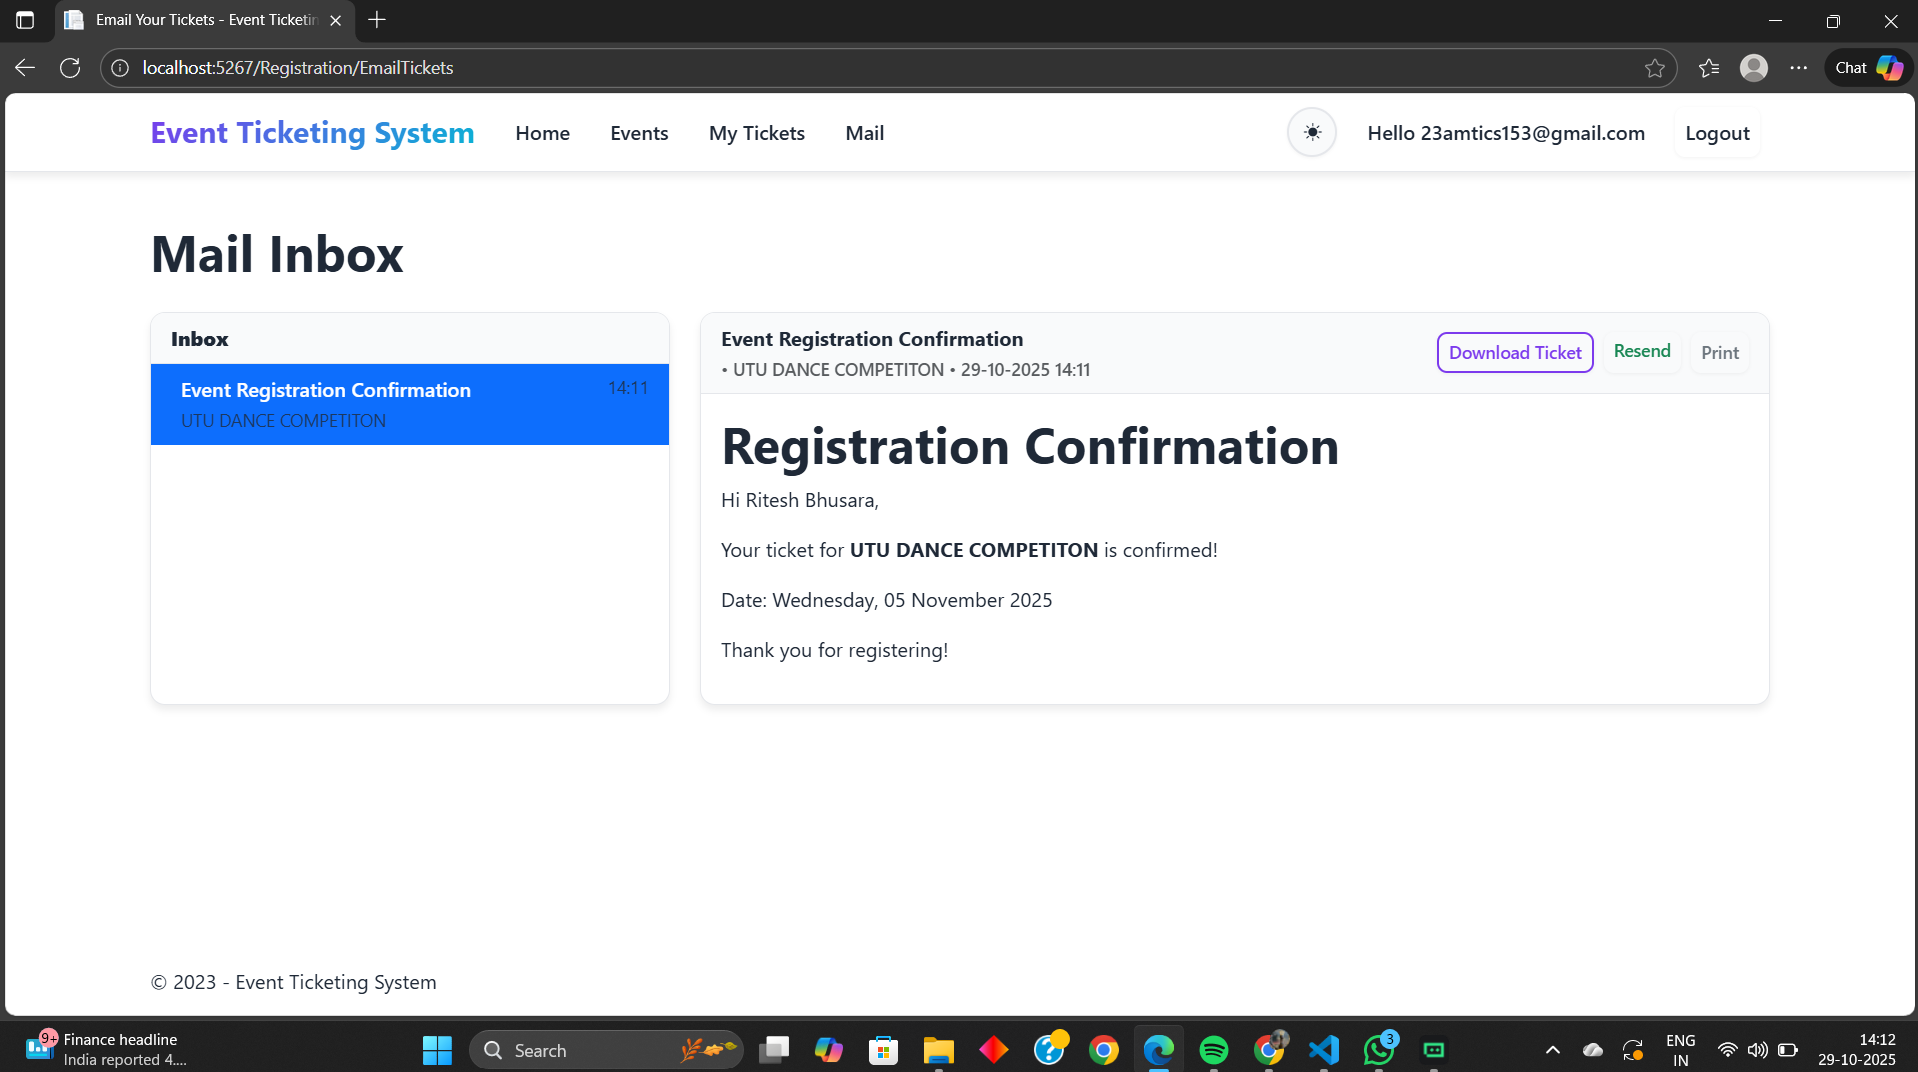 Email Your Tickets - Event Ticketin
localhost:5267/Registration/EmailTickets
Chat
Event Ticketing System
Home
Events
My Tickets
Mail
Hello 23amtics153@gmail.com
Logout
Mail Inbox
Inbox
Event Registration Confirmation
14:11
UTU DANCE COMPETITON
Event Registration Confirmation
• UTU DANCE COMPETITON • 29-10-2025 14:11
Download Ticket
Resend
Print
Registration Confirmation
Hi Ritesh Bhusara,
Your ticket for UTU DANCE COMPETITON is confirmed!
Date: Wednesday, 05 November 2025
Thank you for registering!
© 2023 - Event Ticketing System
9+
Finance headline
India reported 4....
Search
3
ENG
IN
14:12
29-10-2025